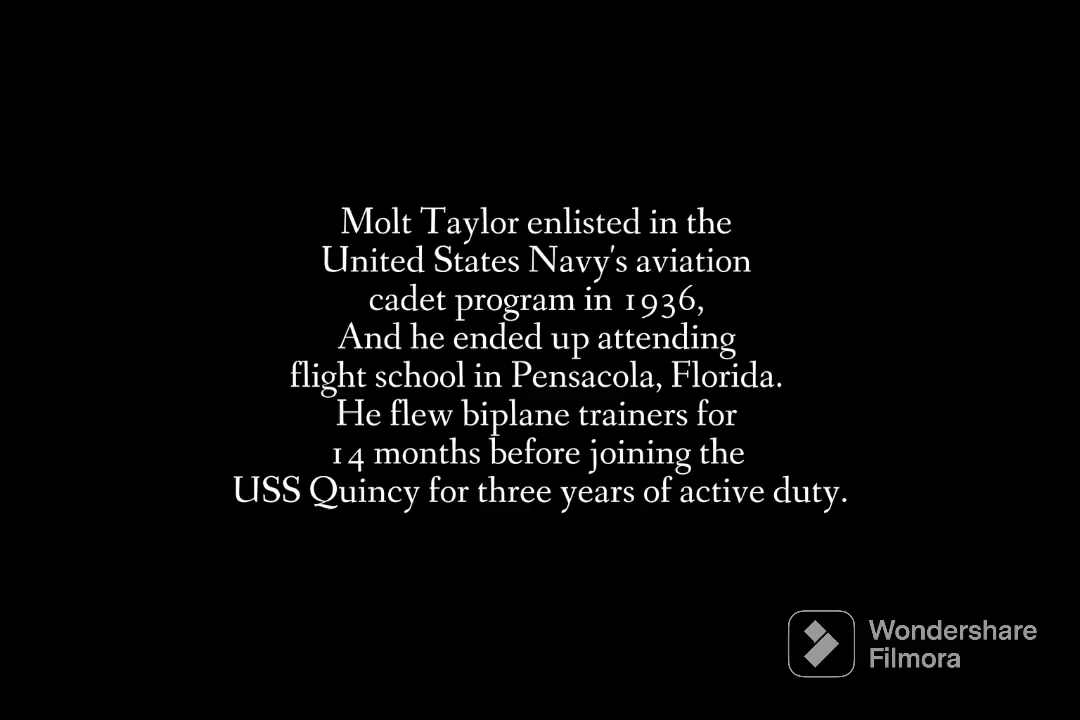 Molt Taylor enlisted in the
United States Navy's aviation
cadet program in 1936,
And he ended up attending
flight school in Pensacola, Florida.
He flew biplane trainers for
14 months before joining the
USS Quincy for three years of active duty.
Wondershare
Filmora